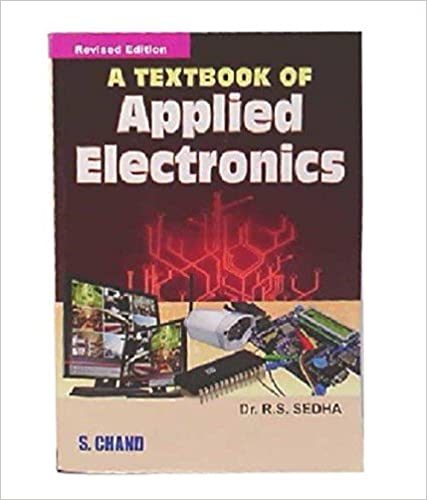 Revised Edition
A TEXTBOOK OF
Applied
Electronics
Dr. R.S. SEDHA
S. CHAND